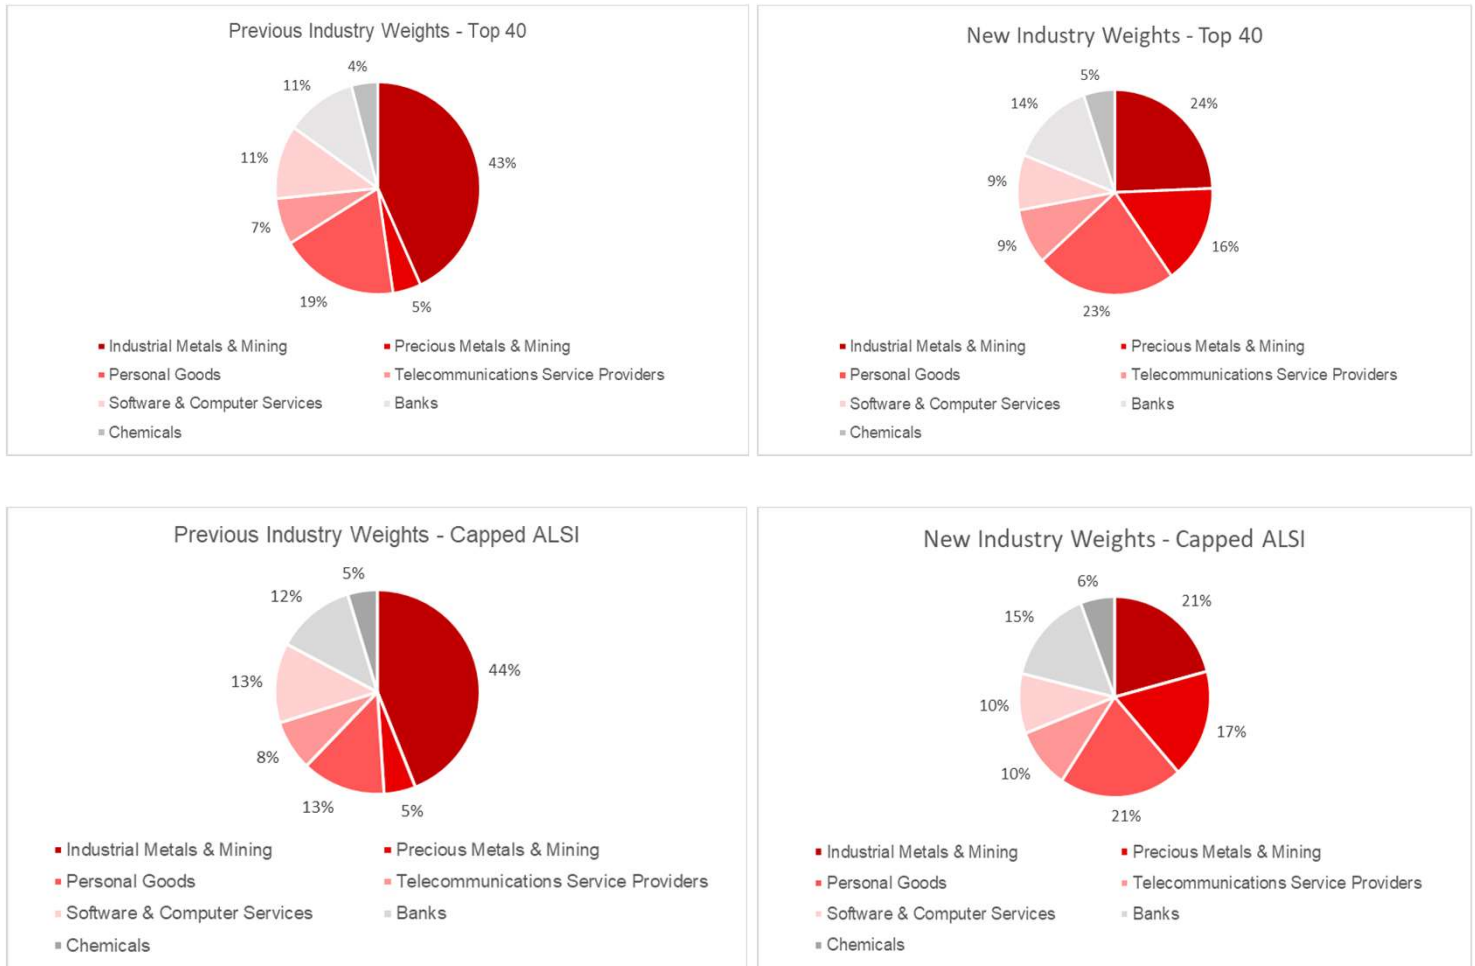 Previous Industry Weights - Top 40
4%
11%
11%
43%
7%
19%
5%
Industrial Metals & Mining
Precious Metals & Mining
Personal Goods
Telecommunications Service Providers
Software & Computer Services
Banks
Chemicals
New Industry Weights - Top 40
5%
14%
24%
9%
9%
16%
23%
Industrial Metals & Mining
Precious Metals & Mining
Personal Goods
Telecommunications Service Providers
Software & Computer Services
Banks
Chemicals
Previous Industry Weights - Capped ALSI
5%
12%
44%
13%
8%
13%
5%
Industrial Metals & Mining
Precious Metals & Mining
Personal Goods
Telecommunications Service Providers
Software & Computer Services
Banks
Chemicals
New Industry Weights - Capped ALSI
6%
21%
15%
10%
17%
10%
21%
Industrial Metals & Mining
Precious Metals & Mining
Personal Goods
Telecommunications Service Providers
Software & Computer Services
Banks
Chemicals